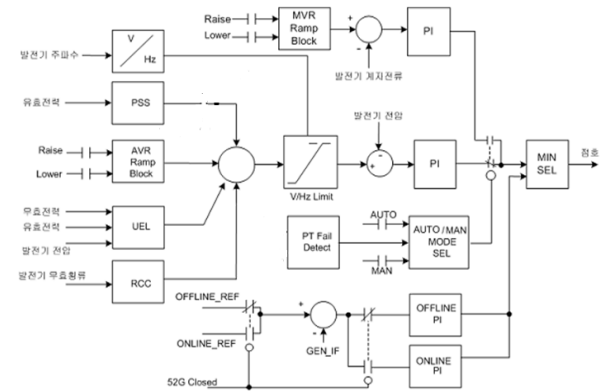 Raise
Lower
MVR
Ramp
Block
+
-
발전기 계자전류
PI
발전기 주파수
V
/
Hz
유효전력
PSS
Raise
Lower
AVR
Ramp
Block
무효전력
유효전력
발전기 전압
UEL
발전기 무효횡류
RCC
V/Hz Limit
발전기 전압
+
-
PI
MIN
SEL
점호
PT Fail
Detect
AUTO
MAN
AUTO / MAN
MODE
SEL
OFFLINE_REF
ONLINE_REF
+
-
GEN_IF
OFFLINE
PI
ONLINE
PI
52G Closed